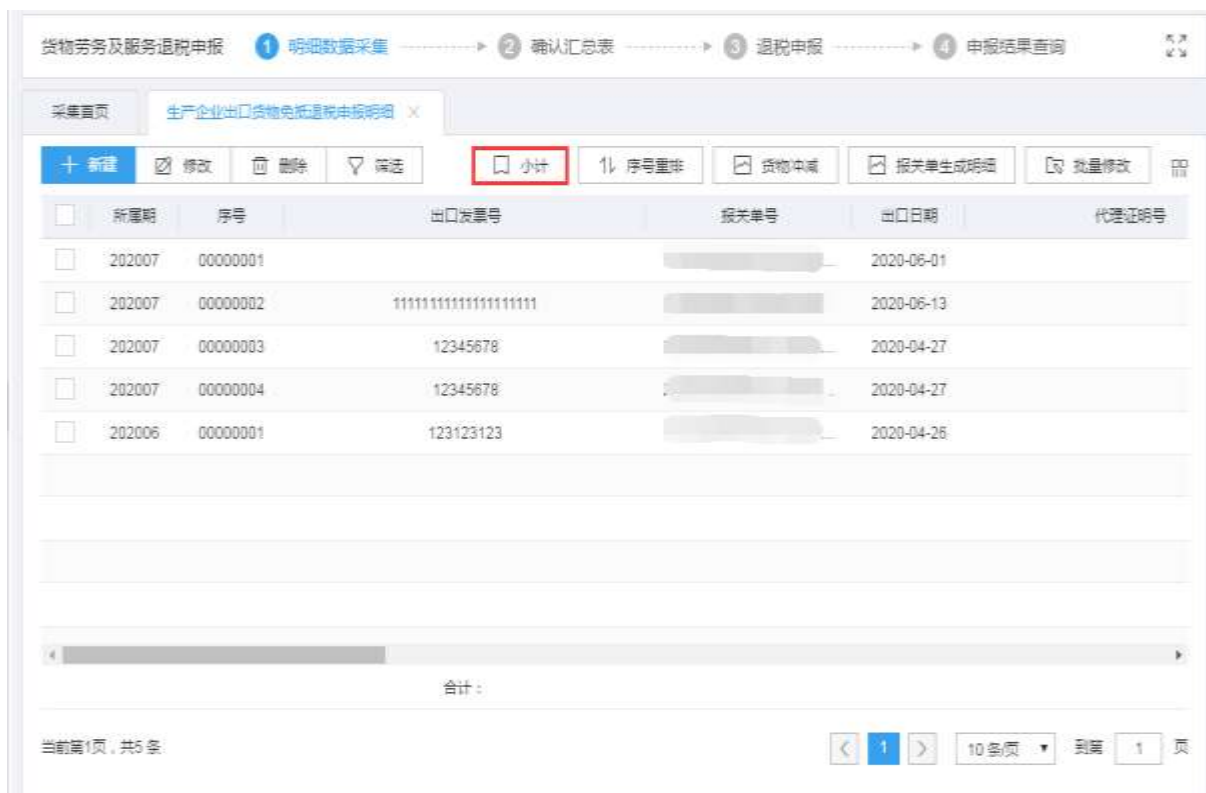 货物劳务及服务退税申报 1 明细数据采集 2 确认汇总表 3 退税申报 4 申报结果查询
采集首页 生产企业出口货物免抵退税申报明细 ×
新建 修改 删除 筛选 小计 序号重排 货物冲减 报关单生成明细 批量修改
所属期 序号 出口发票号 报关单号 出口日期 代理证明号
202007 00000001 2020-06-01
202007 00000002 11111111111111111111 2020-06-13
202007 00000003 12345678 2020-04-27
202007 00000004 12345678 2020-04-27
202006 00000001 123123123 2020-04-26
合计：
当前第1页，共5条 1 10条/页 到第 1 页